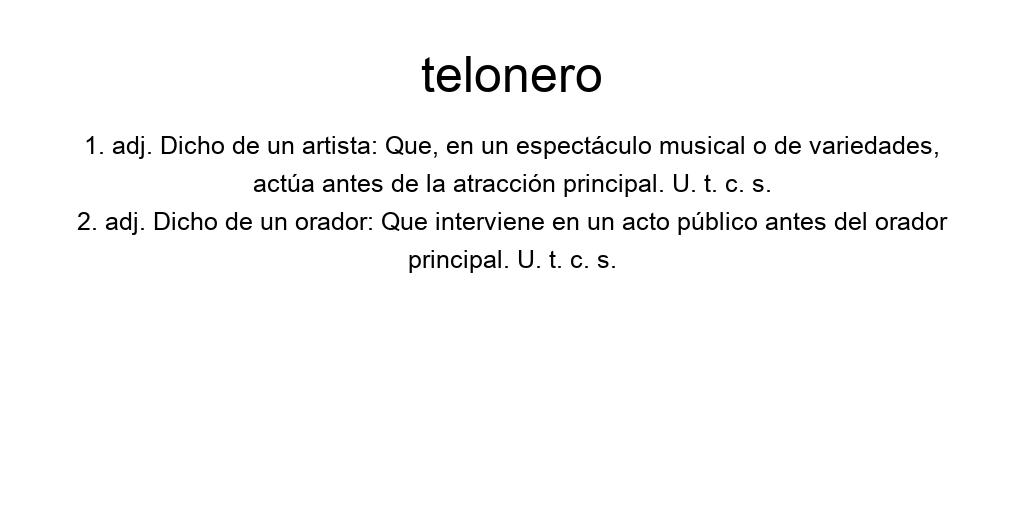 telonero
1. adj. Dicho de un artista: Que, en un espectáculo musical o de variedades,
actúa antes de la atracción principal. U. t. c. s.
2. adj. Dicho de un orador: Que interviene en un acto público antes del orador
principal. U. t. c. s.